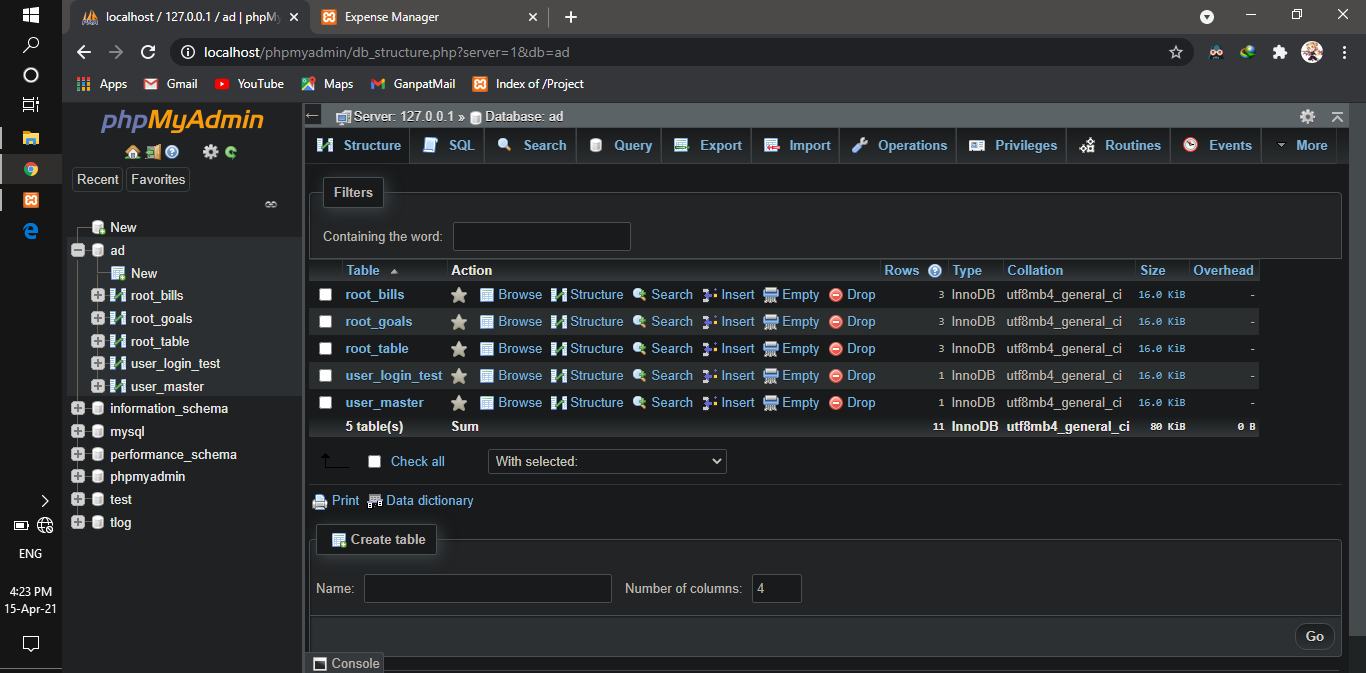 localhost / 127.0.0.1 / ad | phpMy
Expense Manager
localhost/phpmyadmin/db_structure.php?server=1&db=ad
Apps
Gmail
YouTube
Maps
GanpatMail
Index of /Project
phpMyAdmin
Recent
Favorites
New
ad
New
root_bills
root_goals
root_table
user_login_test
user_master
information_schema
mysql
performance_schema
phpmyadmin
test
tlog
Server: 127.0.0.1 » Database: ad
Structure SQL Search Query Export Import Operations Privileges Routines Events More
Filters
Containing the word:
Table Action Rows Type Collation Size Overhead
root_bills Browse Structure Search Insert Empty Drop 3 InnoDB utf8mb4_general_ci 16.0 KiB -
root_goals Browse Structure Search Insert Empty Drop 3 InnoDB utf8mb4_general_ci 16.0 KiB -
root_table Browse Structure Search Insert Empty Drop 3 InnoDB utf8mb4_general_ci 16.0 KiB -
user_login_test Browse Structure Search Insert Empty Drop 1 InnoDB utf8mb4_general_ci 16.0 KiB -
user_master Browse Structure Search Insert Empty Drop 1 InnoDB utf8mb4_general_ci 16.0 KiB -
5 table(s) Sum 11 InnoDB utf8mb4_general_ci 80 KiB 0 B
Check all With selected:
Print Data dictionary
Create table
Name: Number of columns: 4
Go
Console
ENG
4:23 PM
15-Apr-21